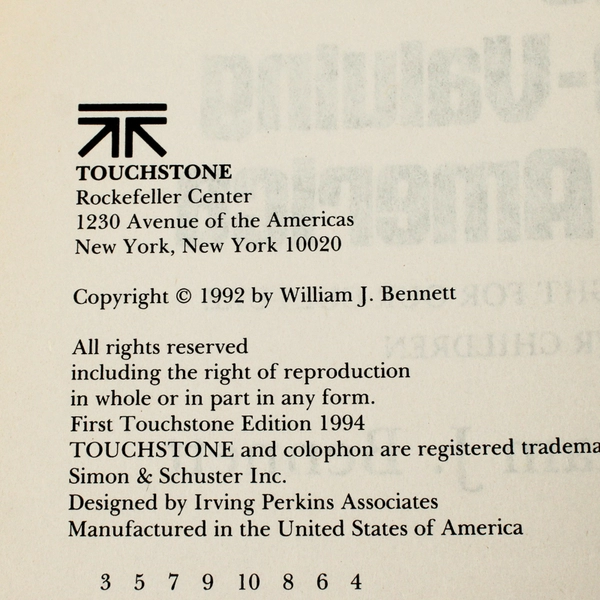 TOUCHSTONE
Rockefeller Center
1230 Avenue of the Americas
New York, New York 10020
Copyright © 1992 by William J. Bennett
All rights reserved
including the right of reproduction
in whole or in part in any form.
First Touchstone Edition 1994
TOUCHSTONE and colophon are registered tradema
Simon & Schuster Inc.
Designed by Irving Perkins Associates
Manufactured in the United States of America
3 5 7 9 10 8 6 4